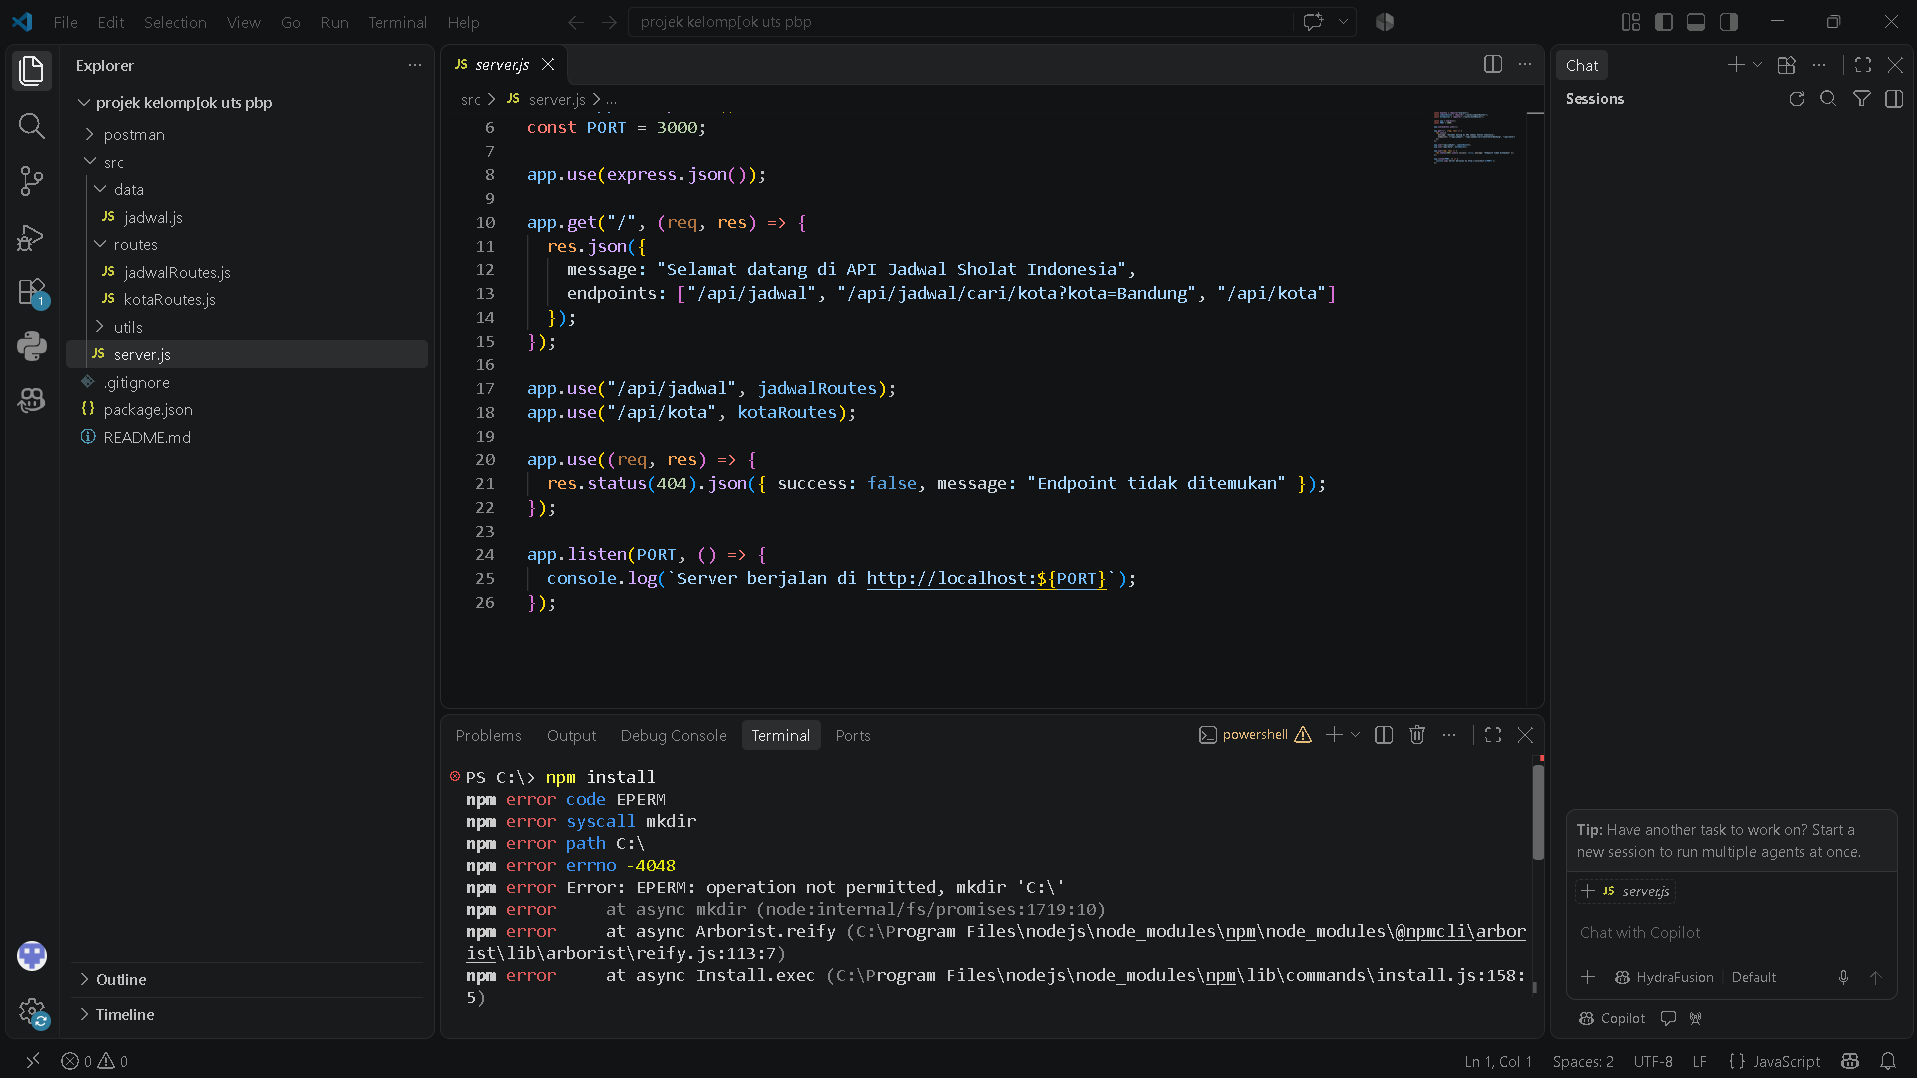 File Edit Selection View Go Run Terminal Help
projek kelomp[ok uts pbp
Explorer
projek kelomp[ok uts pbp
postman
src
data
JS jadwal.js
routes
JS jadwalRoutes.js
JS kotaRoutes.js
utils
JS server.js
.gitignore
{} package.json
README.md
1
Outline
Timeline
JS server.js
src > JS server.js > ...
6 const PORT = 3000;
7
8 app.use(express.json());
9
10 app.get("/", (req, res) => {
11 res.json({
12 message: "Selamat datang di API Jadwal Sholat Indonesia",
13 endpoints: ["/api/jadwal", "/api/jadwal/cari/kota?kota=Bandung", "/api/kota"]
14 });
15 });
16
17 app.use("/api/jadwal", jadwalRoutes);
18 app.use("/api/kota", kotaRoutes);
19
20 app.use((req, res) => {
21 res.status(404).json({ success: false, message: "Endpoint tidak ditemukan" });
22 });
23
24 app.listen(PORT, () => {
25 console.log(`Server berjalan di http://localhost:${PORT}`);
26 });
Problems Output Debug Console Terminal Ports
powershell
PS C:\> npm install
npm error code EPERM
npm error syscall mkdir
npm error path C:\
npm error errno -4048
npm error Error: EPERM: operation not permitted, mkdir 'C:\'
npm error at async mkdir (node:internal/fs/promises:1719:10)
npm error at async Arborist.reify (C:\Program Files\nodejs\node_modules\npm\node_modules\@npmcli\arbor
ist\lib\arborist\reify.js:113:7)
npm error at async Install.exec (C:\Program Files\nodejs\node_modules\npm\lib\commands\install.js:158:
5)
Chat
Sessions
Tip: Have another task to work on? Start a
new session to run multiple agents at once.
JS server.js
Chat with Copilot
HydraFusion Default
Copilot
0 0
Ln 1, Col 1 Spaces: 2 UTF-8 LF {} JavaScript